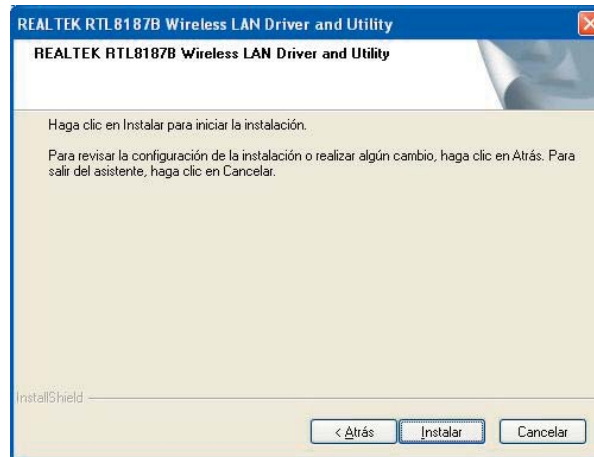 REALTEK RTL8187B Wireless LAN Driver and Utility
REALTEK RTL8187B Wireless LAN Driver and Utility
Haga clic en Instalar para iniciar la instalación.
Para revisar la configuración de la instalación o realizar algún cambio, haga clic en Atrás. Para
salir del asistente, haga clic en Cancelar.
InstallShield
< Atrás Instalar Cancelar